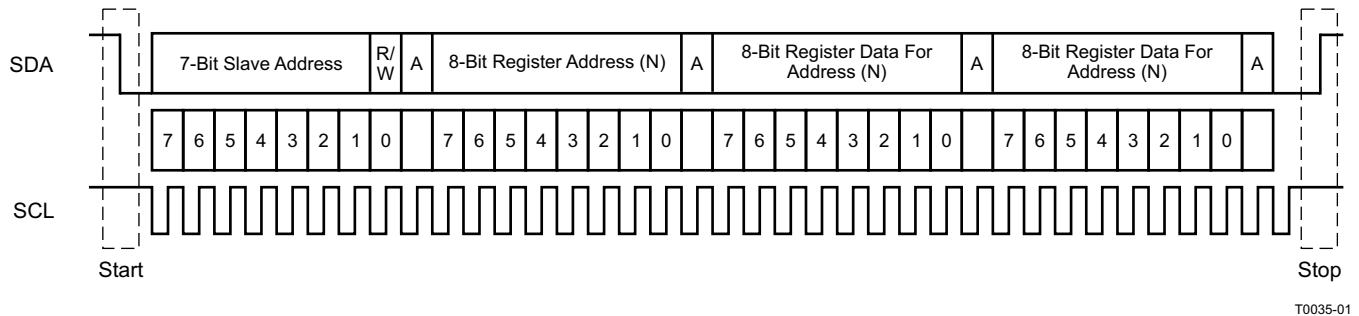 SDA
7-Bit Slave Address
R/
W
A
8-Bit Register Address (N)
A
8-Bit Register Data For
Address (N)
A
8-Bit Register Data For
Address (N)
A
7 6 5 4 3 2 1 0 7 6 5 4 3 2 1 0 7 6 5 4 3 2 1 0 7 6 5 4 3 2 1 0
SCL
Start
Stop
T0035-01